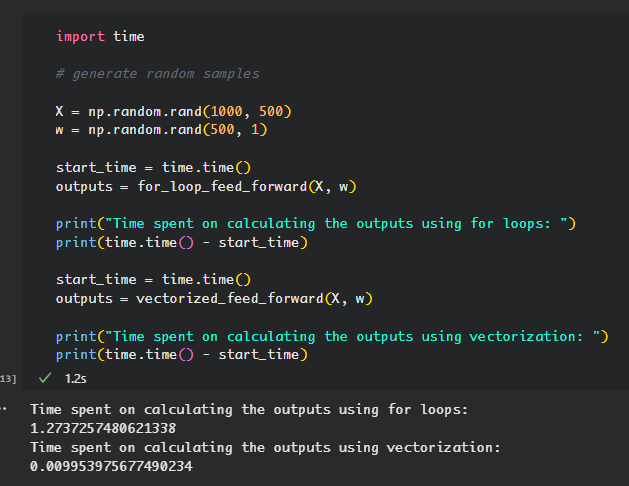 import time
# generate random samples
X = np.random.rand(1000, 500)
w = np.random.rand(500, 1)
start_time = time.time()
outputs = for_loop_feed_forward(X, w)
print("Time spent on calculating the outputs using for loops: ")
print(time.time() - start_time)
start_time = time.time()
outputs = vectorized_feed_forward(X, w)
print("Time spent on calculating the outputs using vectorization: ")
print(time.time() - start_time)
13] ✓ 1.2s
Time spent on calculating the outputs using for loops:
1.2737257480621338
Time spent on calculating the outputs using vectorization:
0.009953975677490234